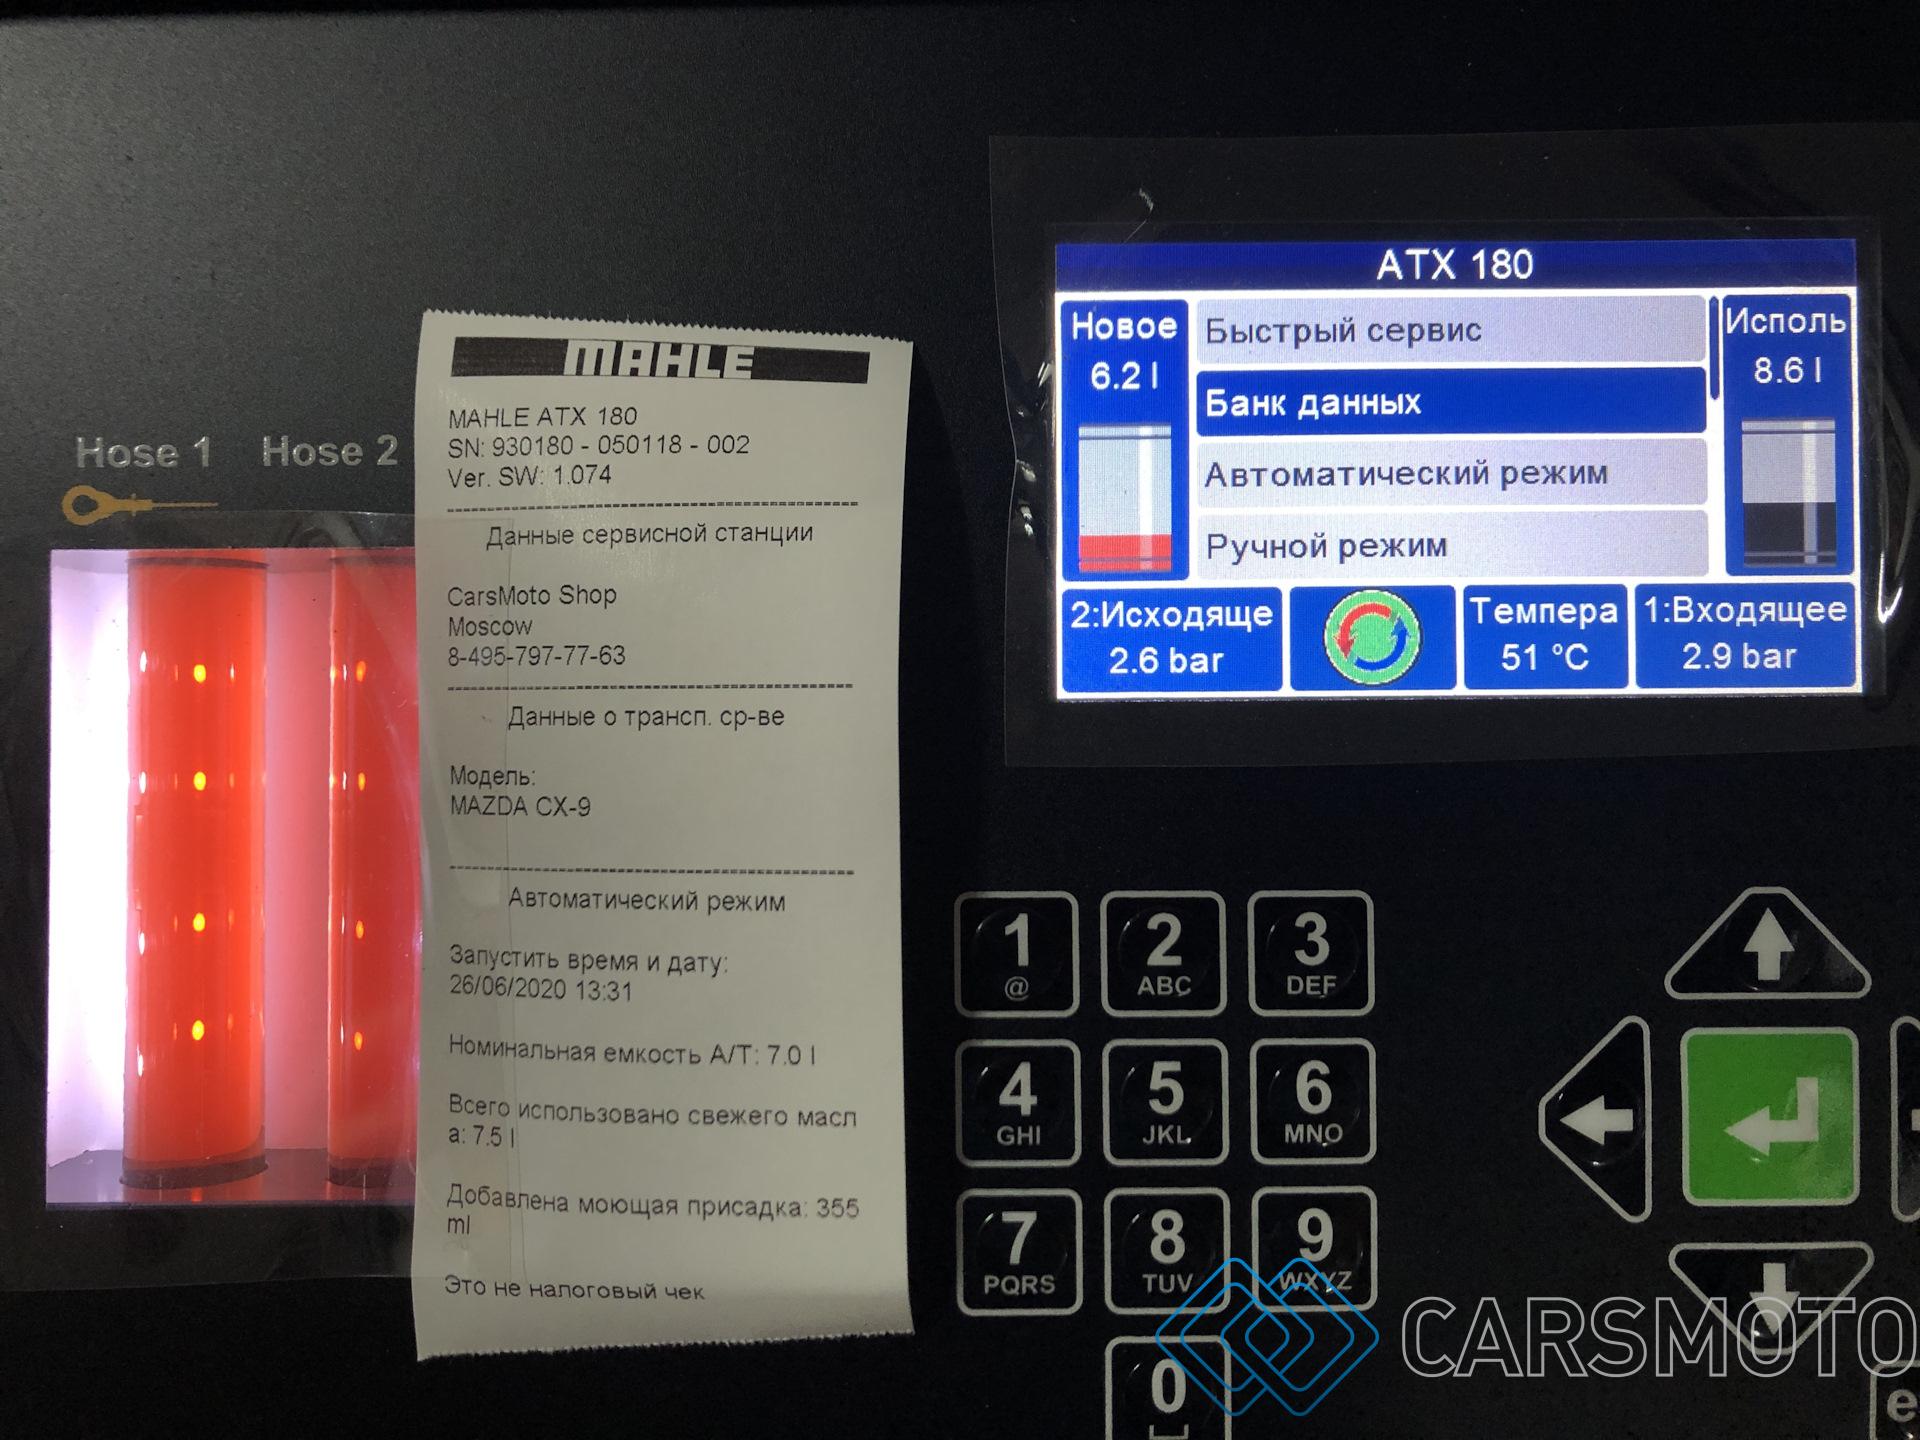 Hose 1 Hose 2
MAHLE
MAHLE ATX 180
SN: 930180 - 050118 - 002
Ver. SW: 1.074
Данные сервисной станции
CarsMoto Shop
Moscow
8-495-797-77-63
Данные о трансп. ср-ве
Модель:
MAZDA CX-9
Автоматический режим
Запустить время и дату:
26/06/2020 13:31
Номинальная емкость А/Т: 7.0 l
Всего использовано свежего масл
а: 7.5 l
Добавлена моющая присадка: 355
ml
Это не налоговый чек
ATX 180
Новое
6.2 l
Быстрый сервис
Банк данных
Автоматический режим
Ручной режим
Исполь
8.6 l
2:Исходяще
2.6 bar
Темпера
51 °C
1:Входящее
2.9 bar
1 2 3
@ ABC DEF
4 5 6
GHI JKL MNO
7 8 9
PQRS TUV WXYZ
0
CARSMOTO